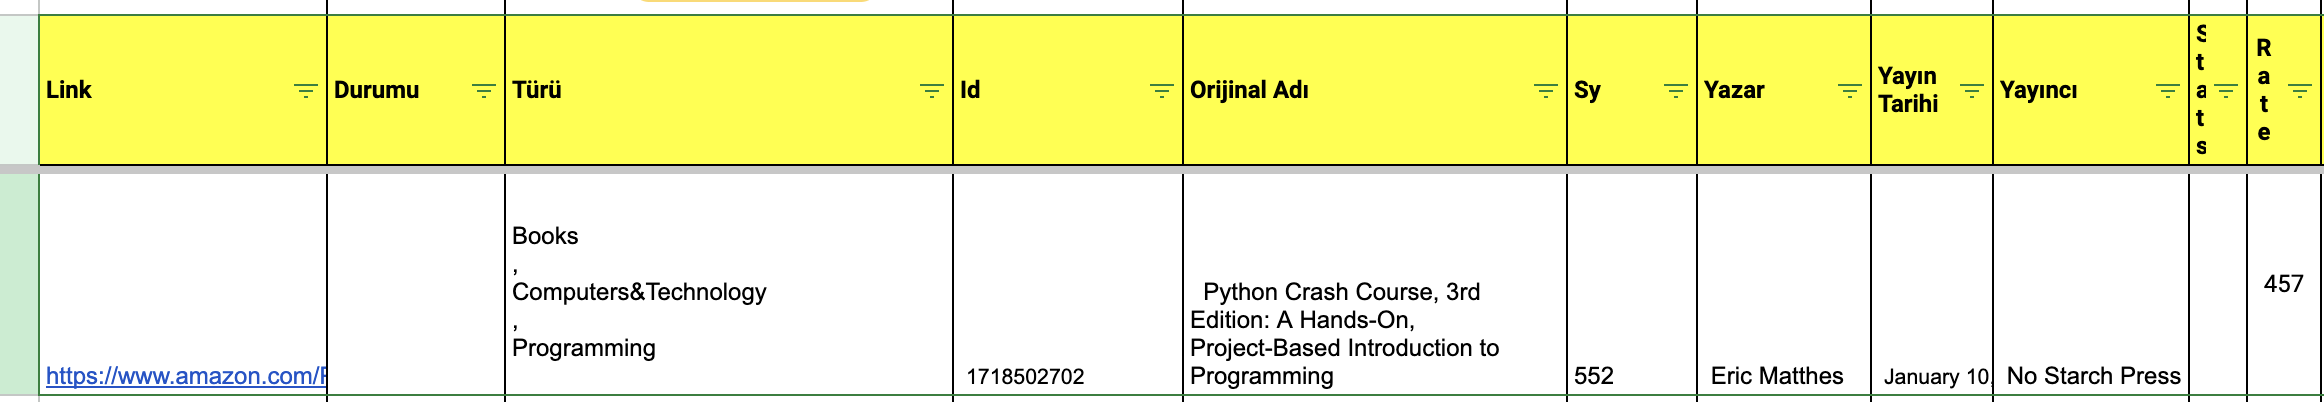 Link
Durumu
Türü
Id
Orijinal Adı
Sy
Yazar
Yayın
Tarihi
Yayıncı
Stats
Rate
https://www.amazon.com/
Books
,
Computers&Technology
,
Programming
1718502702
Python Crash Course, 3rd
Edition: A Hands-On,
Project-Based Introduction to
Programming
552
Eric Matthes
January 10,
No Starch Press
457